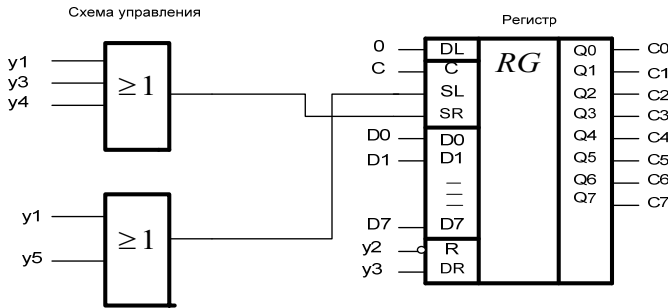 Схема управления
Регистр
y1
y3
y4
≥1
y1
y5
≥1
0
C
D0
D1
D7
y2
y3
DL
C
SL
SR
D0
D1
D7
R
DR
RG
Q0
Q1
Q2
Q3
Q4
Q5
Q6
Q7
C0
C1
C2
C3
C4
C5
C6
C7